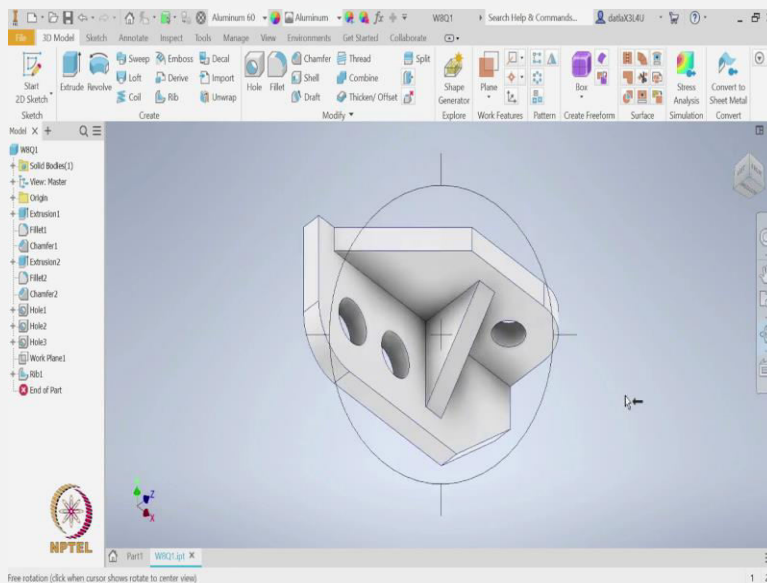 Aluminum 60 Aluminum W8Q1 Search Help & Commands... datlaX3L4U
File 3D Model Sketch Annotate Inspect Tools Manage View Environments Get Started Collaborate
Start 2D Sketch Extrude Revolve Sweep Emboss Decal Hole Fillet Chamfer Thread Split Shape Generator Plane Box Stress Analysis Convert to Sheet Metal
Loft Derive Import Shell Combine
Coil Rib Unwrap Draft Thicken/ Offset
Sketch Create Modify Explore Work Features Pattern Create Freeform Surface Simulation Convert
Model
W8Q1
Solid Bodies(1)
View: Master
Origin
Extrusion1
Fillet1
Chamfer1
Extrusion2
Fillet2
Chamfer2
Hole1
Hole2
Hole3
Work Plane1
Rib1
End of Part
Y
Z
X
NPTEL
Part1 W8Q1.ipt
Free rotation (click when cursor shows rotate to center view) 1